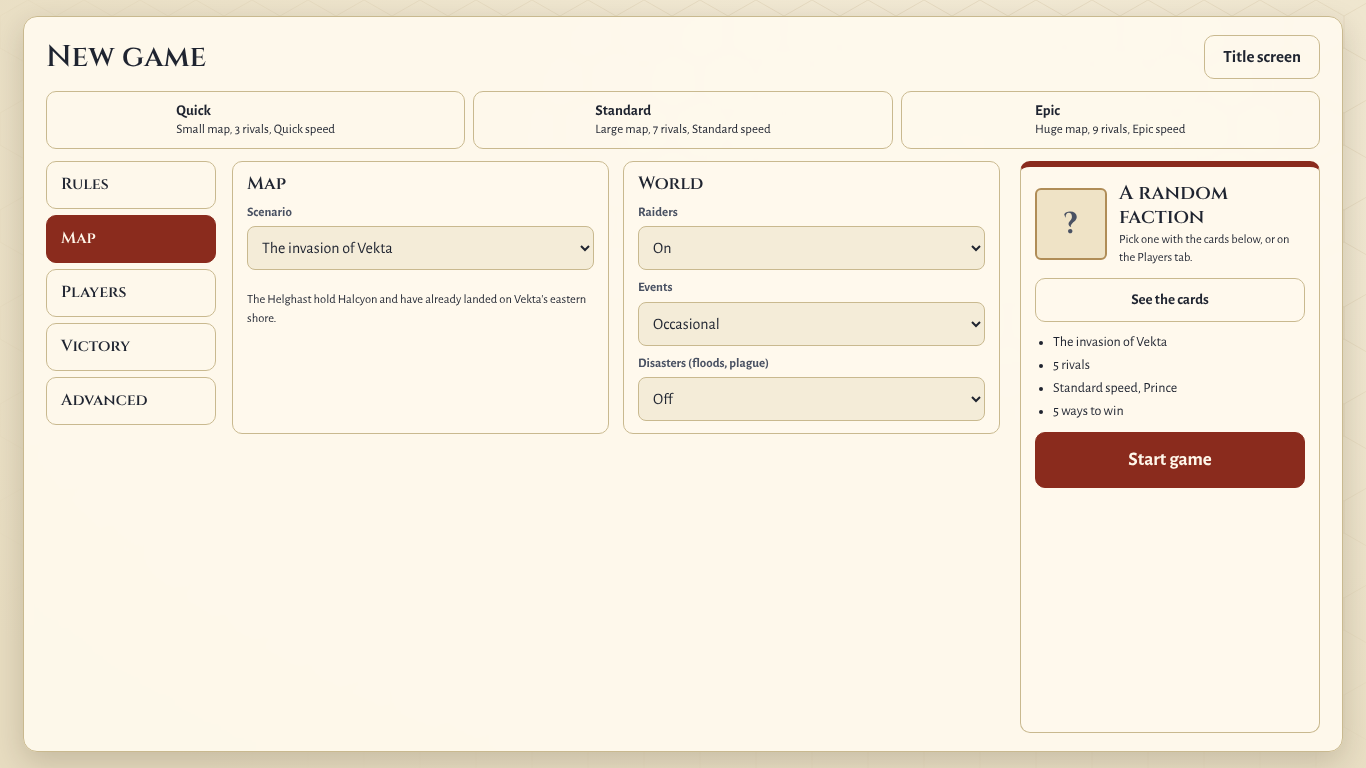 New game
Title screen
Quick
Small map, 3 rivals, Quick speed
Standard
Large map, 7 rivals, Standard speed
Epic
Huge map, 9 rivals, Epic speed
Rules
Map
Players
Victory
Advanced
Map
Scenario
The invasion of Vekta
The Helghast hold Halcyon and have already landed on Vekta's eastern
shore.
World
Raiders
On
Events
Occasional
Disasters (floods, plague)
Off
?
A random
faction
Pick one with the cards below, or on
the Players tab.
See the cards
The invasion of Vekta
5 rivals
Standard speed, Prince
5 ways to win
Start game